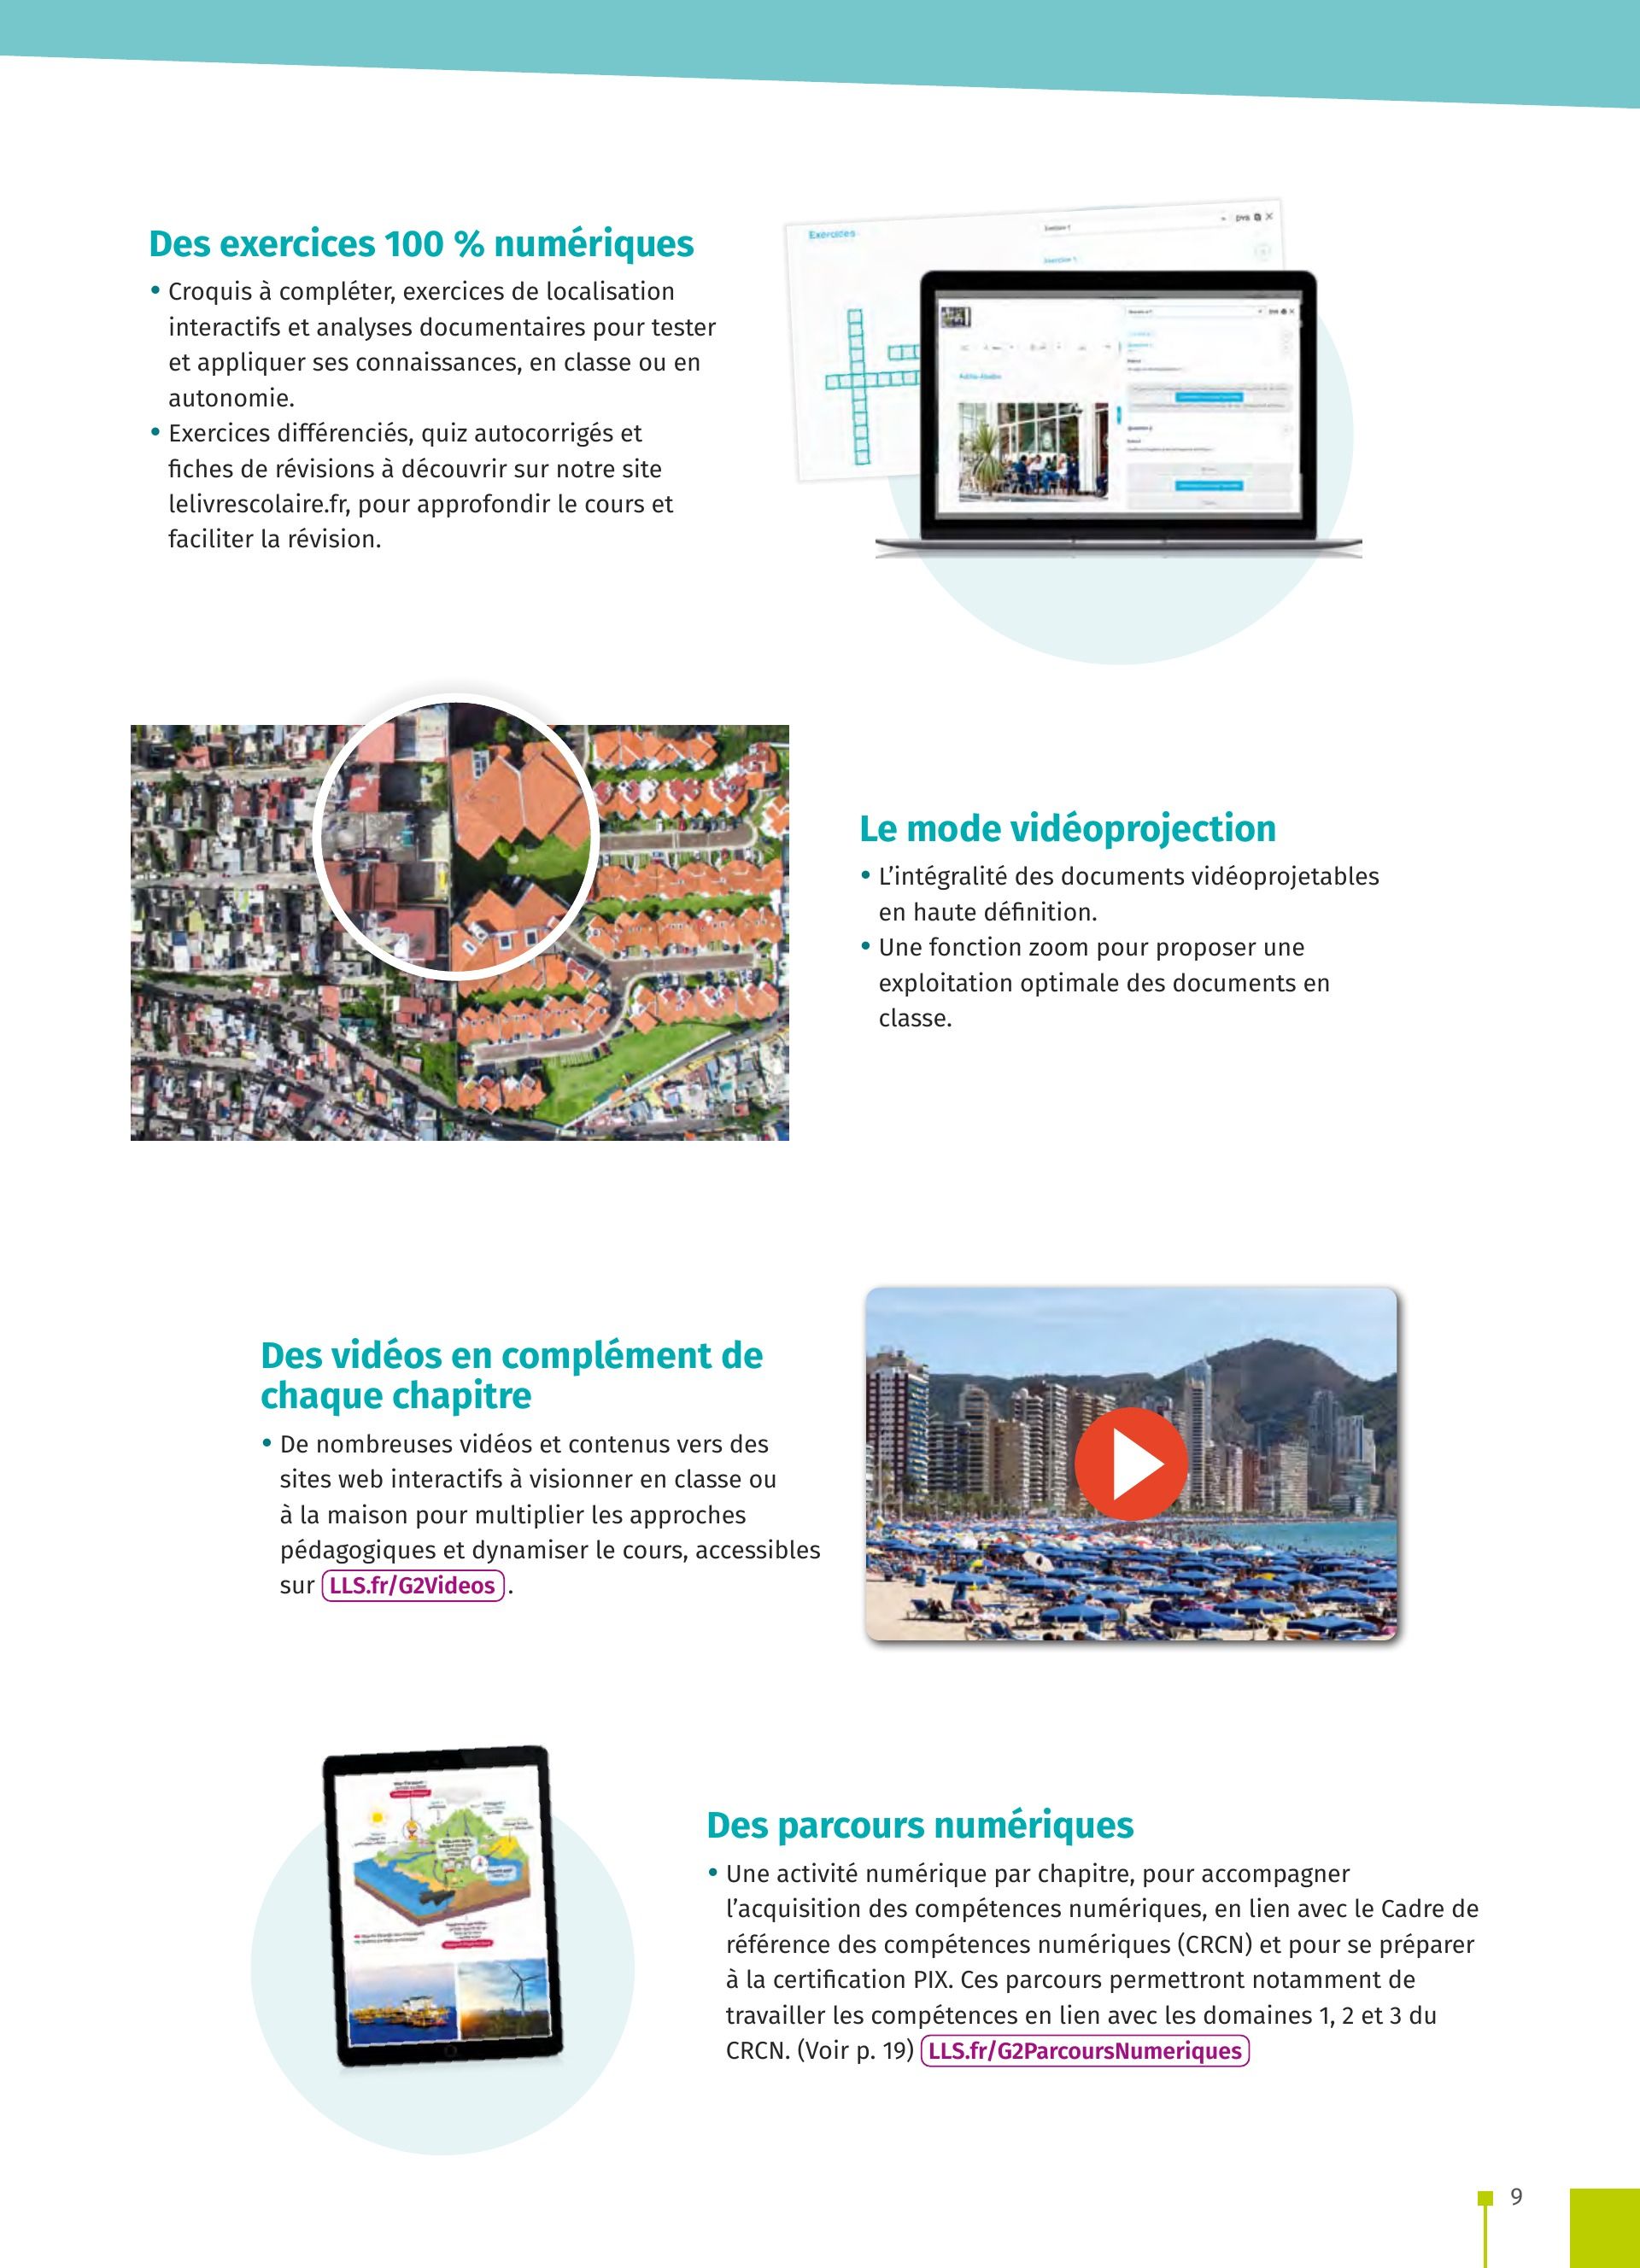 Des exercices 100 % numériques
• Croquis à compléter, exercices de localisation
interactifs et analyses documentaires pour tester
et appliquer ses connaissances, en classe ou en
autonomie.
• Exercices différenciés, quiz autocorrigés et
fiches de révisions à découvrir sur notre site
lelivrescolaire.fr, pour approfondir le cours et
faciliter la révision.
Exercices
DYS
Le mode vidéoprojection
• L’intégralité des documents vidéoprojetables
en haute définition.
• Une fonction zoom pour proposer une
exploitation optimale des documents en
classe.
Des vidéos en complément de
chaque chapitre
• De nombreuses vidéos et contenus vers des
sites web interactifs à visionner en classe ou
à la maison pour multiplier les approches
pédagogiques et dynamiser le cours, accessibles
sur LLS.fr/G2Videos.
Des parcours numériques
• Une activité numérique par chapitre, pour accompagner
l’acquisition des compétences numériques, en lien avec le Cadre de
référence des compétences numériques (CRCN) et pour se préparer
à la certification PIX. Ces parcours permettront notamment de
travailler les compétences en lien avec les domaines 1, 2 et 3 du
CRCN. (Voir p. 19) LLS.fr/G2ParcoursNumeriques
9